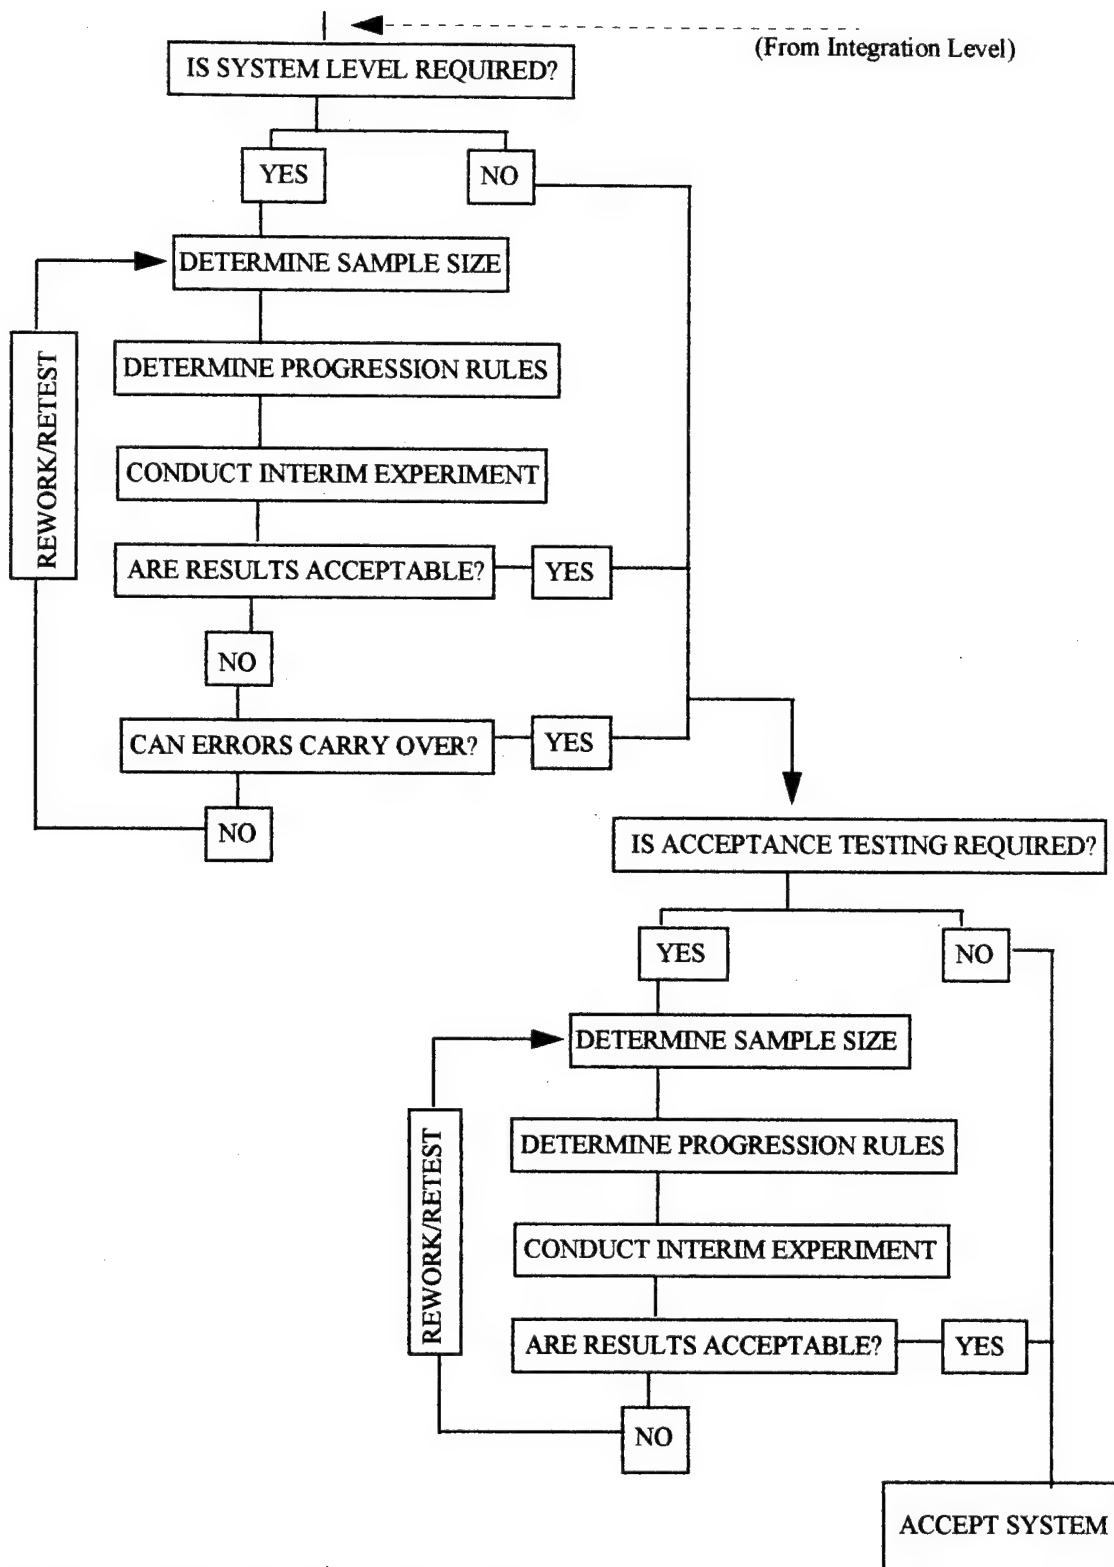 (From Integration Level)
IS SYSTEM LEVEL REQUIRED?
YES
NO
DETERMINE SAMPLE SIZE
DETERMINE PROGRESSION RULES
REWORK/RETEST
CONDUCT INTERIM EXPERIMENT
ARE RESULTS ACCEPTABLE?
YES
NO
CAN ERRORS CARRY OVER?
YES
NO
IS ACCEPTANCE TESTING REQUIRED?
YES
NO
DETERMINE SAMPLE SIZE
DETERMINE PROGRESSION RULES
REWORK/RETEST
CONDUCT INTERIM EXPERIMENT
ARE RESULTS ACCEPTABLE?
YES
NO
ACCEPT SYSTEM